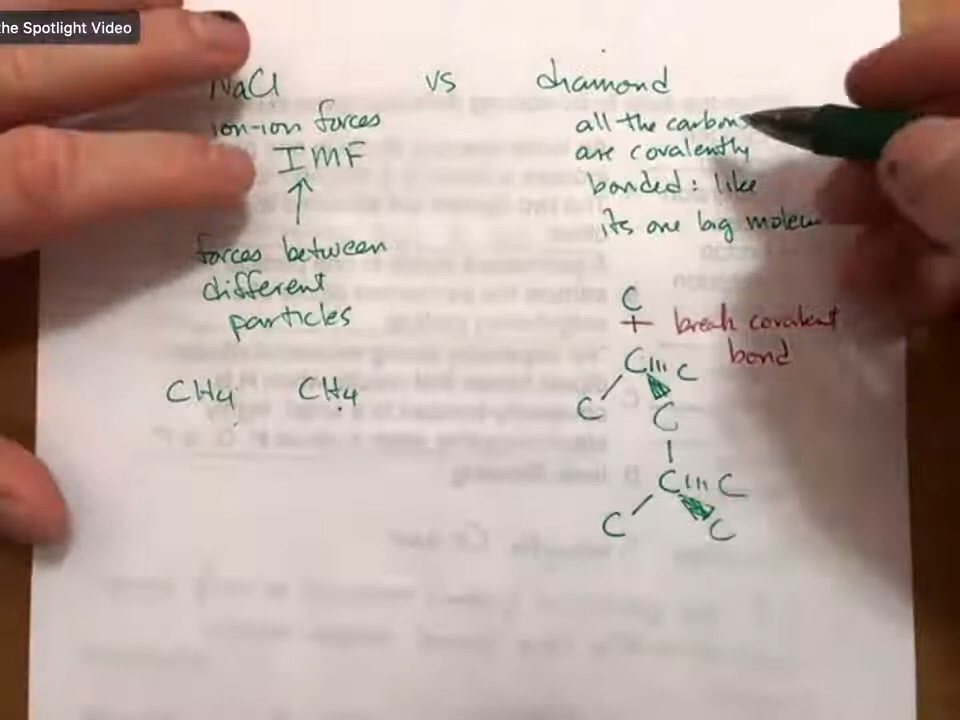 the Spotlight Video
NaCl vs diamond
ion-ion forces
IMF
↑
forces between
different
particles
CH4 CH4
all the carbons
are covalently
bonded: like
its one big molecu
C
+ break covalent
bond
C C
C
C
C C
C
C